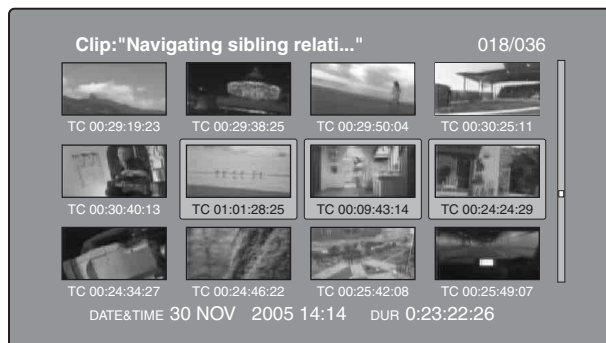 Clip:"Navigating sibling relati..." 018/036
TC 00:29:19:23 TC 00:29:38:25 TC 00:29:50:04 TC 00:30:25:11
TC 00:30:40:13 TC 01:01:28:25 TC 00:09:43:14 TC 00:24:24:29
TC 00:24:34:27 TC 00:24:46:22 TC 00:25:42:08 TC 00:25:49:07
DATE&TIME 30 NOV 2005 14:14 DUR 0:23:22:26